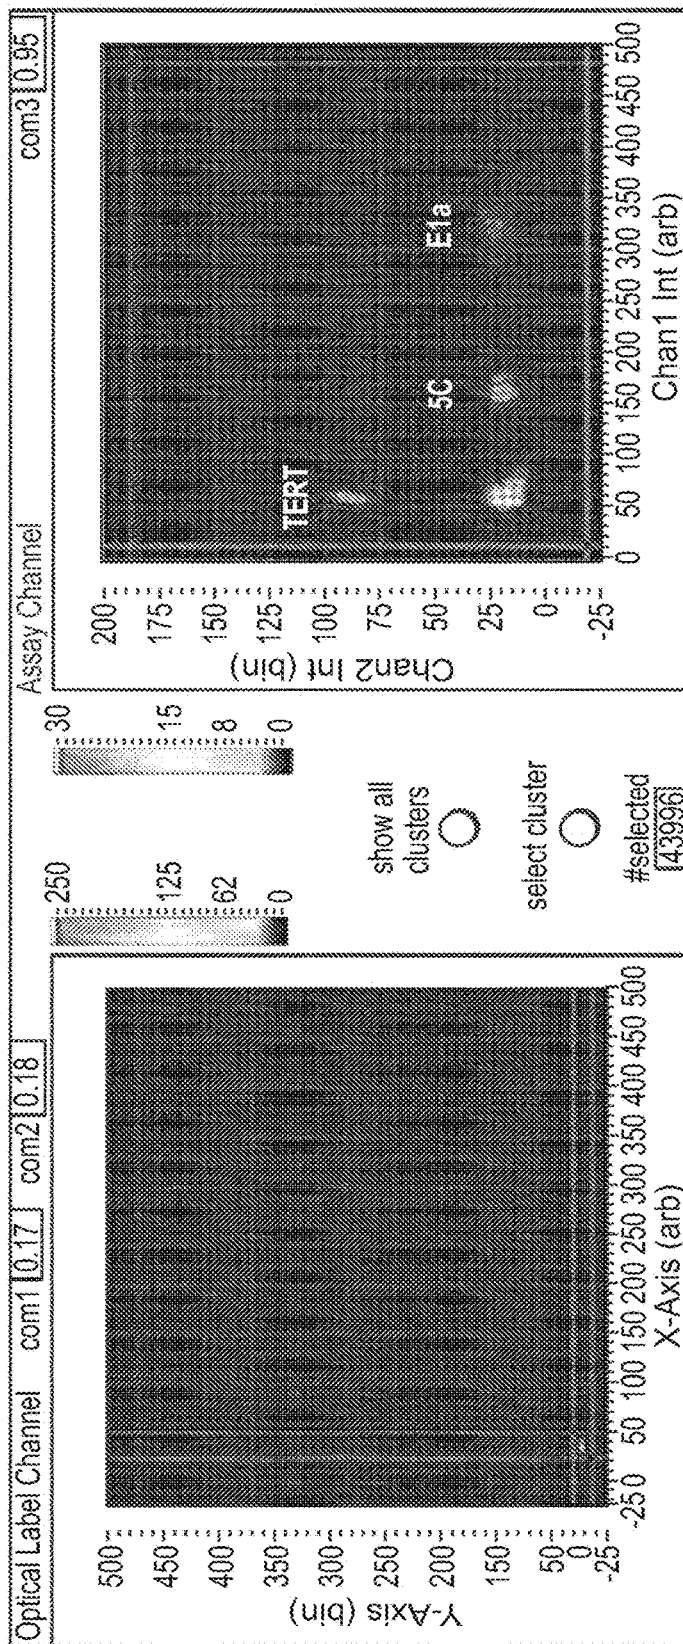 Optical Label Channel com1 0.17 com2 0.18
500
450
400
350
300
250
200
150
50
0
-25
Y-Axis (bin)
-25 0 50 100 150 200 250 300 350 400 450 500
X-Axis (arb)
250
125
62
0
30
15
8
0
show all
clusters
select cluster
#selected
43996
Assay Channel com3 0.95
200
175
150
125
100
75
50
25
0
-25
Chan2 Int (bin)
TERT
5C
E1a
0 50 100 150 200 250 300 350 400 450 500
Chan1 Int (arb)